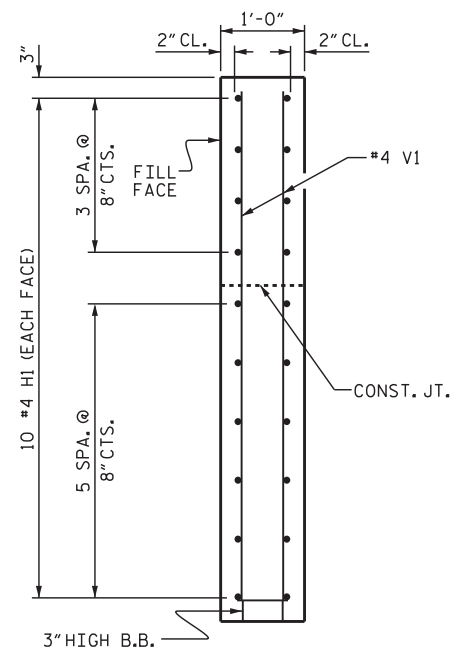 1'-0"
2" CL.
2" CL.
3"
3 SPA. @
8" CTS.
FILL
FACE
#4 V1
10 #4 H1 (EACH FACE)
CONST. JT.
5 SPA. @
8" CTS.
3" HIGH B.B.